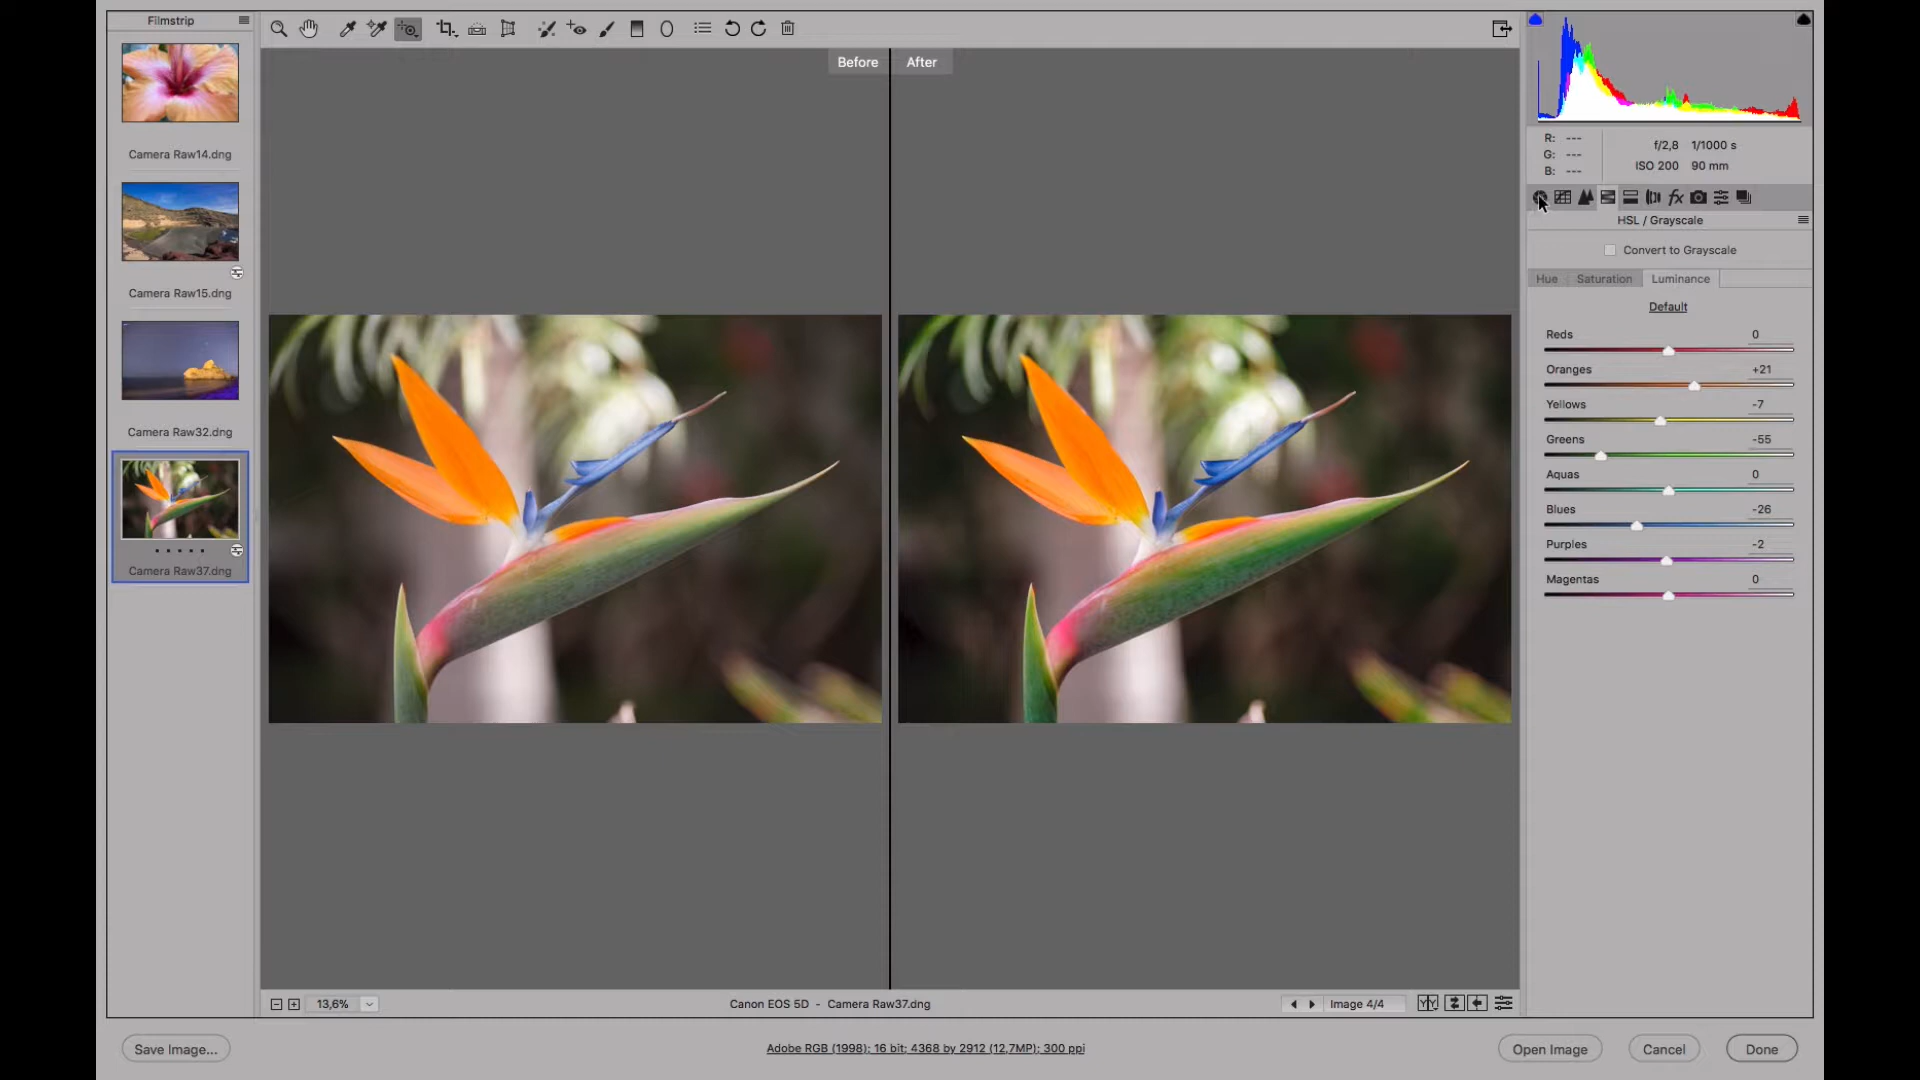 Filmstrip
Camera Raw14.dng
Camera Raw15.dng
Camera Raw32.dng
Camera Raw37.dng
Before
After
R: ---
G: ---
B: ---
f/2,8 1/1000 s
ISO 200 90 mm
fx
HSL / Grayscale
Convert to Grayscale
Hue Saturation Luminance
Default
Reds 0
Oranges +21
Yellows -7
Greens -55
Aquas 0
Blues -26
Purples -2
Magentas 0
13,6%
Canon EOS 5D - Camera Raw37.dng
Image 4/4
Save Image...
Adobe RGB (1998); 16 bit; 4368 by 2912 (12,7MP); 300 ppi
Open Image
Cancel
Done